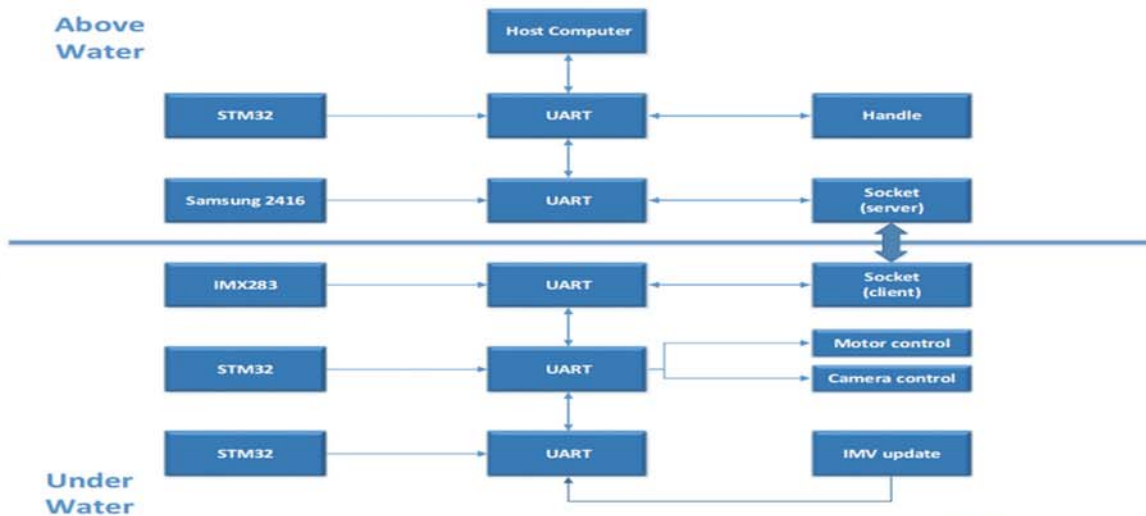 Above
Water
Host Computer
STM32
UART
Handle
Samsung 2416
UART
Socket
(server)
IMX283
UART
Socket
(client)
STM32
UART
Motor control
Camera control
STM32
UART
IMV update
Under
Water